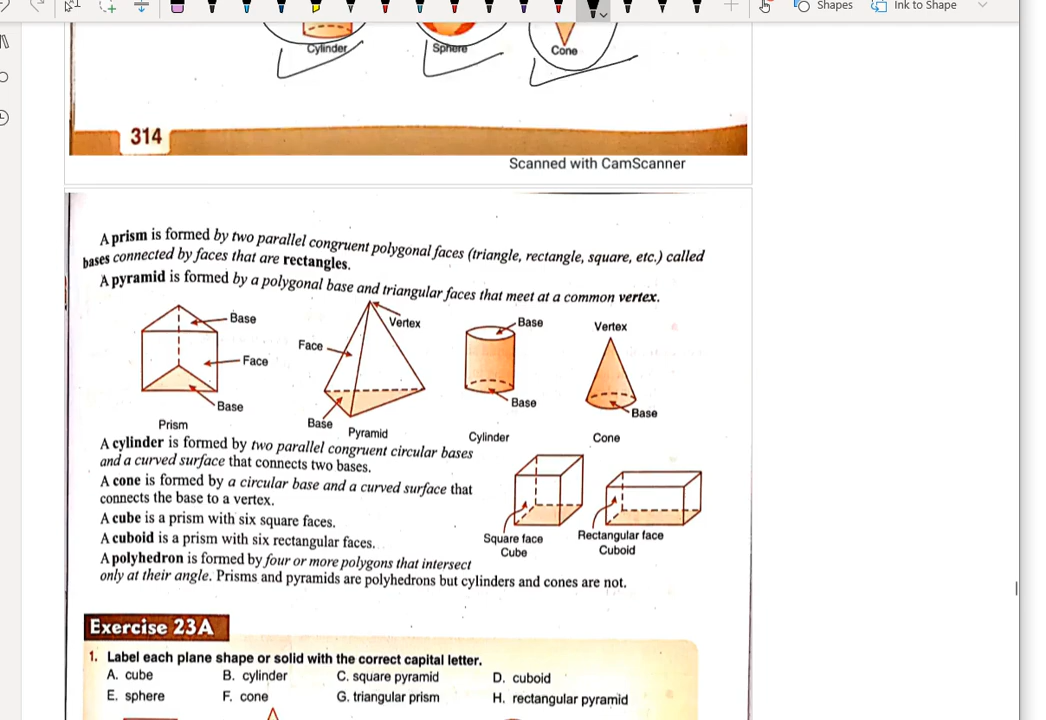 Shapes
Ink to Shape
Cylinder
Sphere
Cone
314
Scanned with CamScanner
A prism is formed by two parallel congruent polygonal faces (triangle, rectangle, square, etc.) called
bases connected by faces that are rectangles.
A pyramid is formed by a polygonal base and triangular faces that meet at a common vertex.
Base
Face
Base
Prism
Vertex
Face
Base
Pyramid
Base
Base
Cylinder
Vertex
Base
Cone
A cylinder is formed by two parallel congruent circular bases
and a curved surface that connects two bases.
A cone is formed by a circular base and a curved surface that
connects the base to a vertex.
A cube is a prism with six square faces.
A cuboid is a prism with six rectangular faces.
Square face
Cube
Rectangular face
Cuboid
A polyhedron is formed by four or more polygons that intersect
only at their angle. Prisms and pyramids are polyhedrons but cylinders and cones are not.
Exercise 23A
1. Label each plane shape or solid with the correct capital letter.
A. cube B. cylinder C. square pyramid D. cuboid
E. sphere F. cone G. triangular prism H. rectangular pyramid